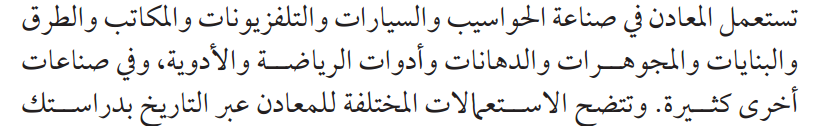 تستعمل المعادن في صناعة الحواسيب والسيارات والتلفزيونات والمكاتب والطرق
والبنايات والمجوهرات والدهانات وأدوات الرياضة والأدوية، وفي صناعات
أخرى كثيرة. وتتضح الاستعمالات المختلفة للمعادن عبر التاريخ بدراستك